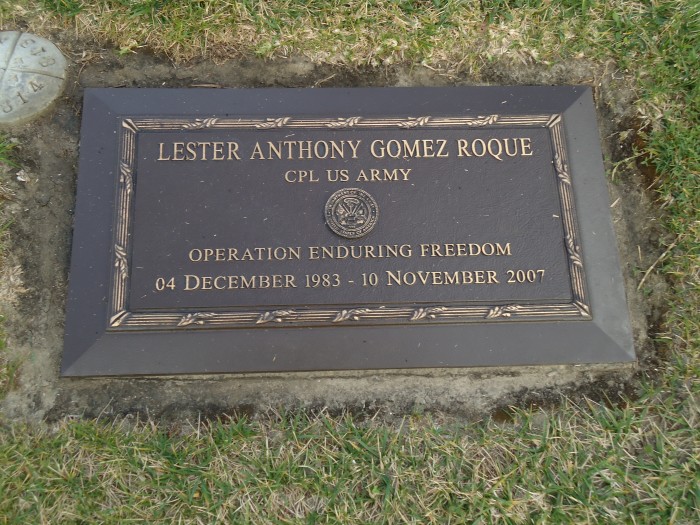 LESTER ANTHONY GOMEZ ROQUE
CPL US ARMY
OPERATION ENDURING FREEDOM
04 DECEMBER 1983 - 10 NOVEMBER 2007